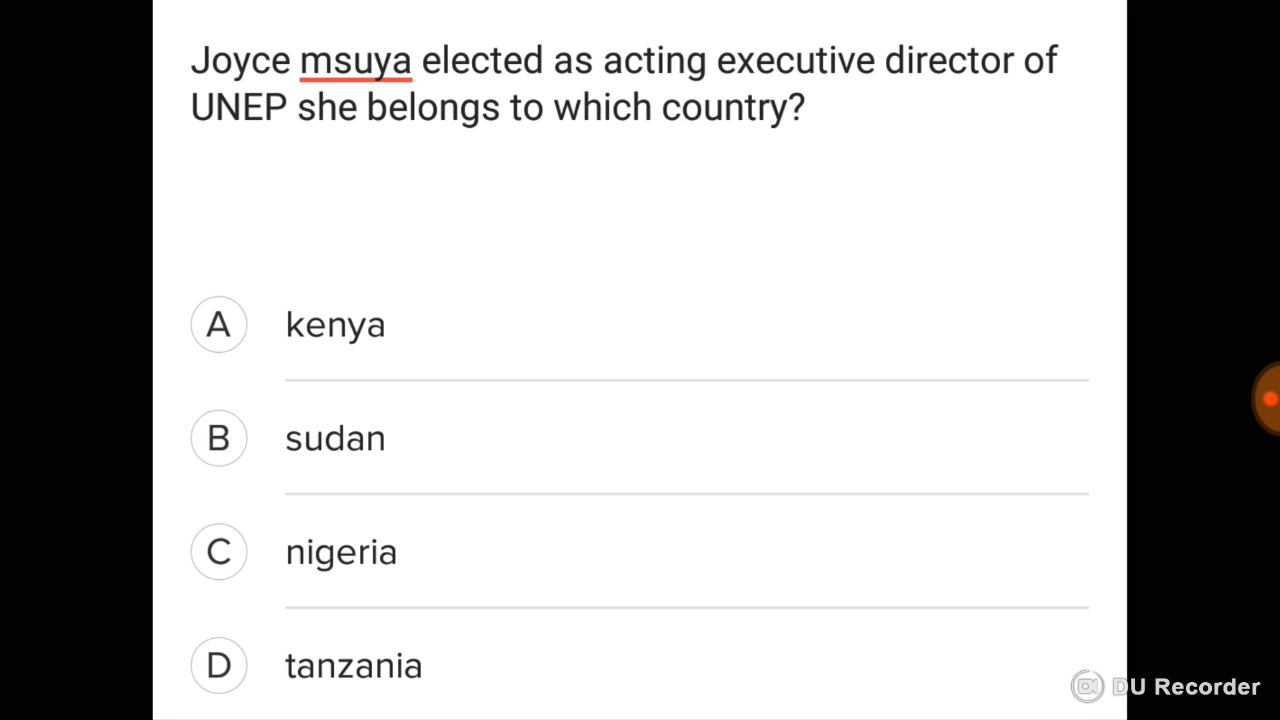 Joyce msuya elected as acting executive director of
UNEP she belongs to which country?
A kenya
B sudan
C nigeria
D tanzania
DU Recorder